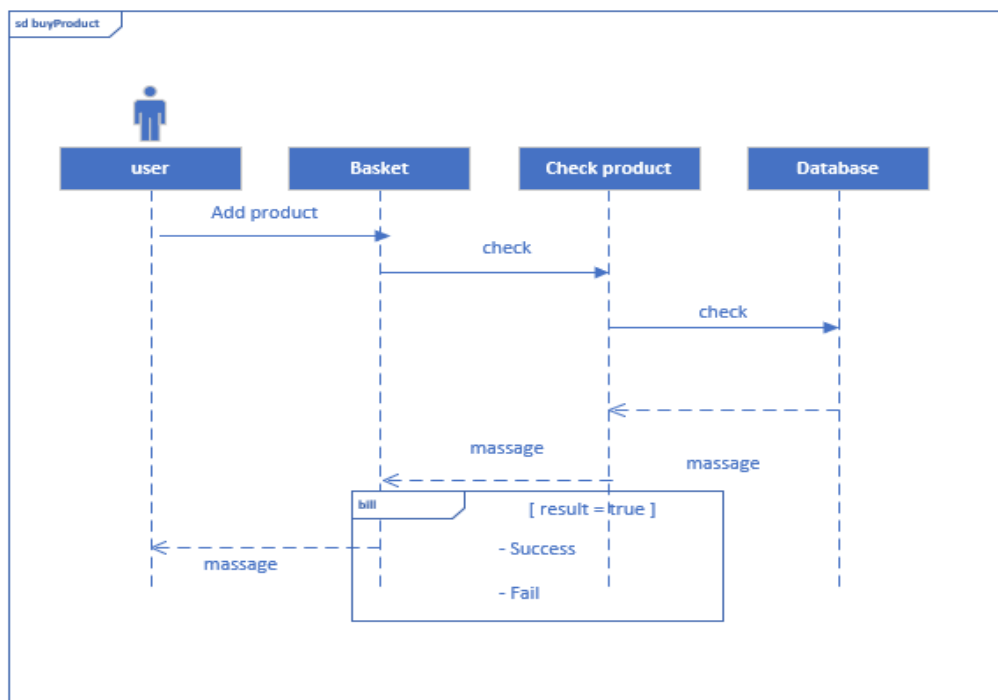 sd buyProduct
user
Basket
Check product
Database
Add product
check
check
massage
massage
bill
[ result = true ]
- Success
massage
- Fail